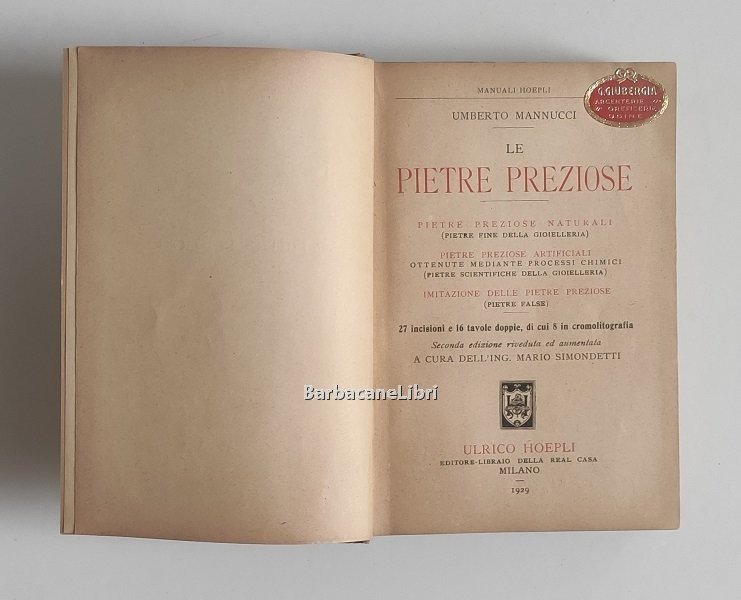 MANUALI HOEPLI
UMBERTO MANNUCCI
LE
PIETRE PREZIOSE
PIETRE PREZIOSE NATURALI
(PIETRE FINE DELLA GIOIELLERIA)
PIETRE PREZIOSE ARTIFICIALI
OTTENUTE MEDIANTE PROCESSI CHIMICI
(PIETRE SCIENTIFICHE DELLA GIOIELLERIA)
IMITAZIONE DELLE PIETRE PREZIOSE
(PIETRE FALSE)
27 incisioni e 16 tavole doppie, di cui 8 in cromolitografia
Seconda edizione riveduta ed aumentata
A CURA DELL'ING. MARIO SIMONDETTI
ULRICO HOEPLI
EDITORE-LIBRAIO DELLA REAL CASA
MILANO
1929
G. GIUBERGIA
ARGENTERIE
OREFICERIE
UDINE
BarbacaneLibri